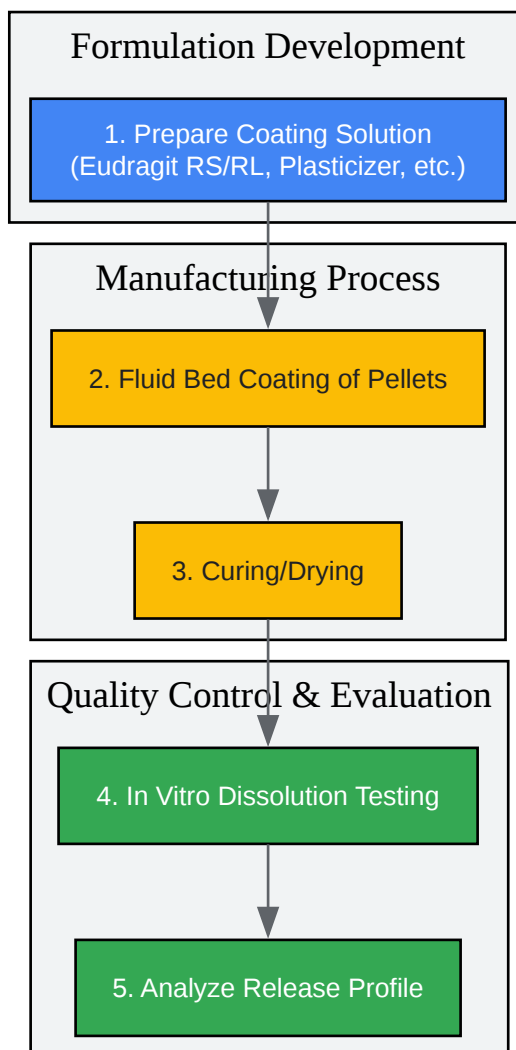 Formulation Development
1. Prepare Coating Solution
(Eudragit RS/RL, Plasticizer, etc.)
Manufacturing Process
2. Fluid Bed Coating of Pellets
3. Curing/Drying
Quality Control & Evaluation
4. In Vitro Dissolution Testing
5. Analyze Release Profile